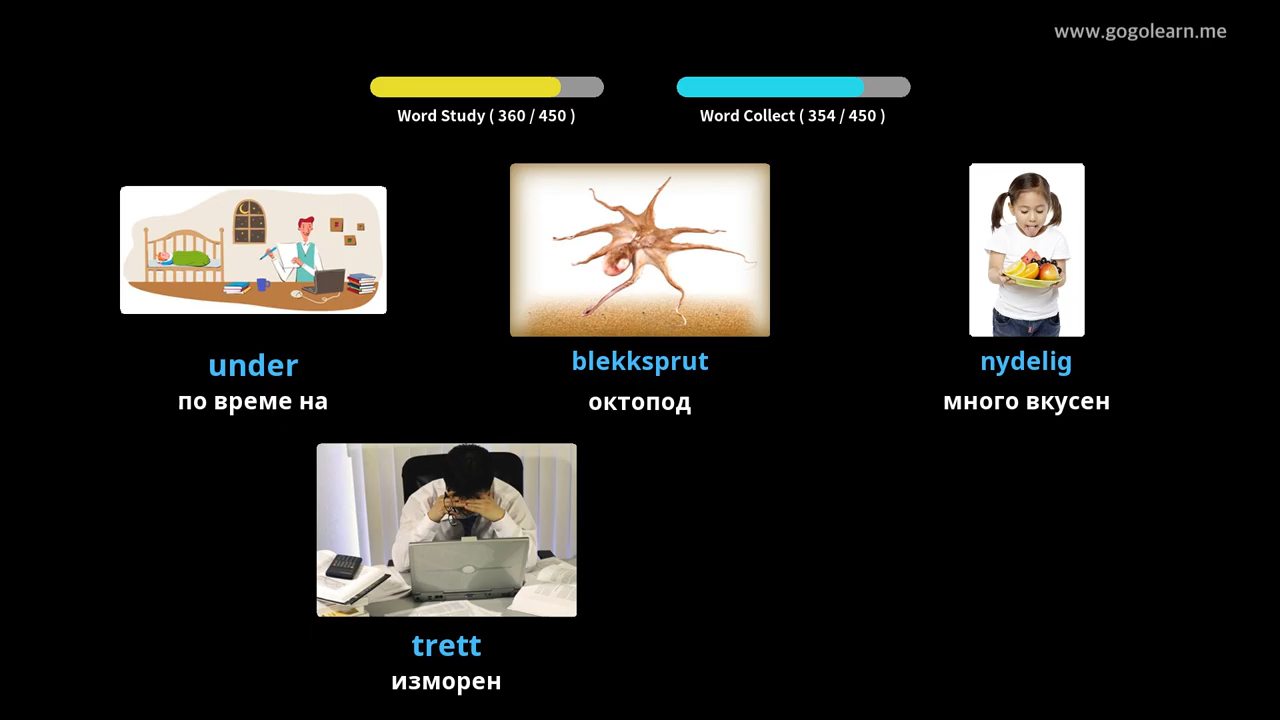 www.gogolearn.me
Word Study ( 360 / 450 )
Word Collect ( 354 / 450 )
under
по време на
blekksprut
октопод
nydelig
много вкусен
trett
изморен